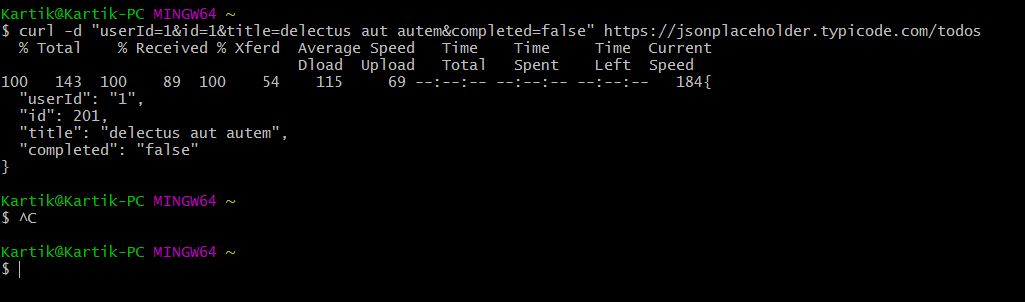 Kartik@Kartik-PC MINGW64 ~
$ curl -d "userId=1&id=1&title=delectus aut autem&completed=false" https://jsonplaceholder.typicode.com/todos
  % Total    % Received % Xferd  Average Speed   Time    Time     Time  Current
                                 Dload  Upload   Total   Spent    Left  Speed
100   143  100    89  100    54    115     69 --:--:-- --:--:-- --:--:--   184{
  "userId": "1",
  "id": 201,
  "title": "delectus aut autem",
  "completed": "false"
}
Kartik@Kartik-PC MINGW64 ~
$ ^C
Kartik@Kartik-PC MINGW64 ~
$